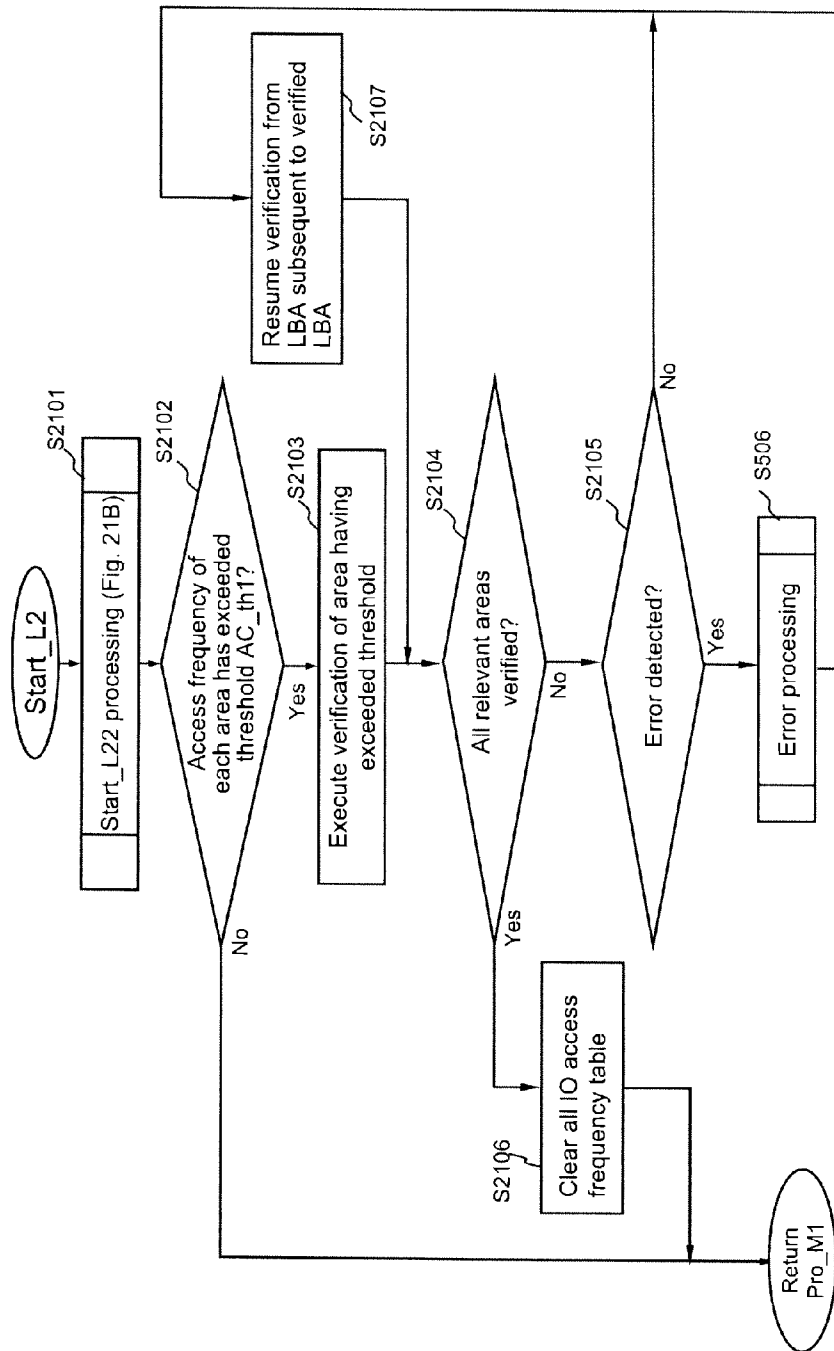 Start_L2
S2101
Start_L22 processing (Fig. 21B)
S2102
Access frequency of
each area has exceeded
threshold AC_th1?
No
Yes
S2103
Execute verification of area having
exceeded threshold
Resume verification from
LBA subsequent to verified
LBA
S2107
S2104
All relevant areas
verified?
Yes
No
S2105
Error detected?
No
Yes
S506
Error processing
S2106
Clear all IO access
frequency table
Return
Pro_M1